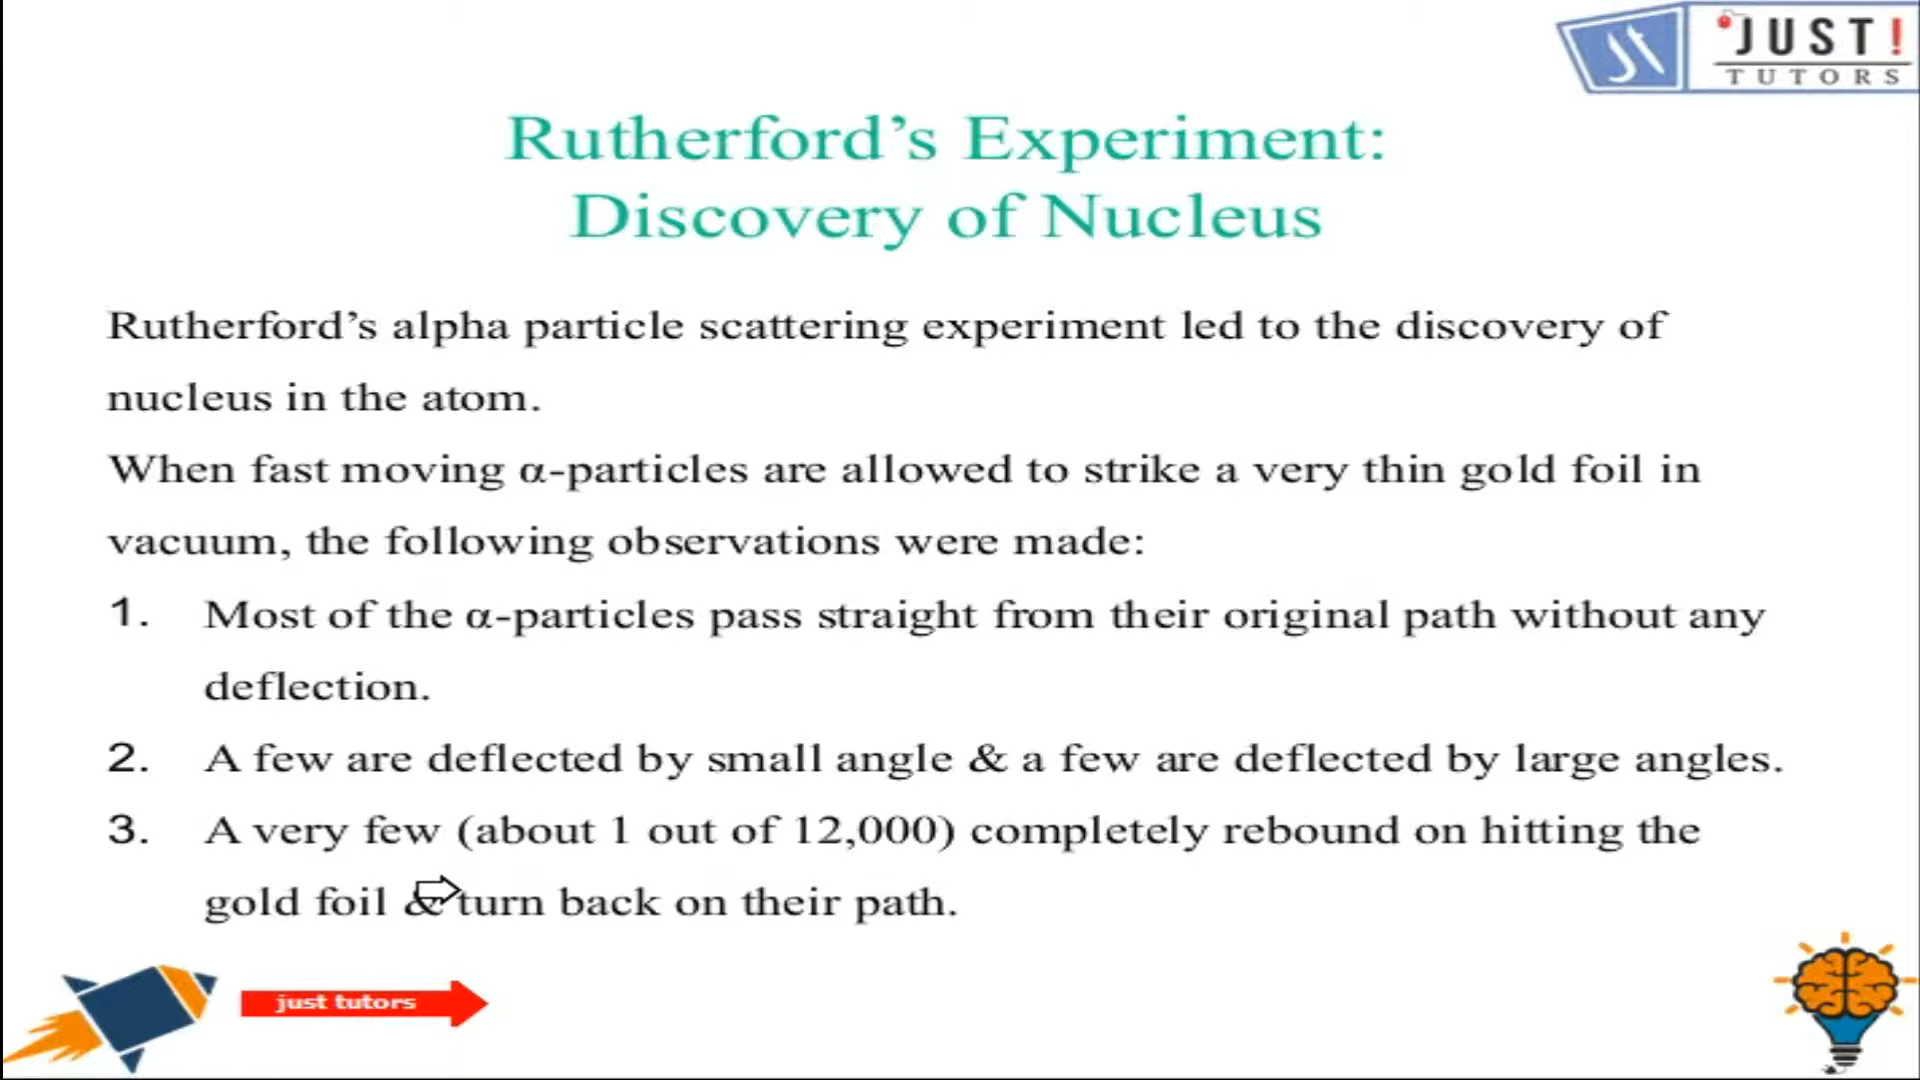 JUST!
TUTORS
Rutherford’s Experiment:
Discovery of Nucleus
Rutherford’s alpha particle scattering experiment led to the discovery of
nucleus in the atom.
When fast moving α-particles are allowed to strike a very thin gold foil in
vacuum, the following observations were made:
1. Most of the α-particles pass straight from their original path without any
deflection.
2. A few are deflected by small angle & a few are deflected by large angles.
3. A very few (about 1 out of 12,000) completely rebound on hitting the
gold foil & turn back on their path.
just tutors